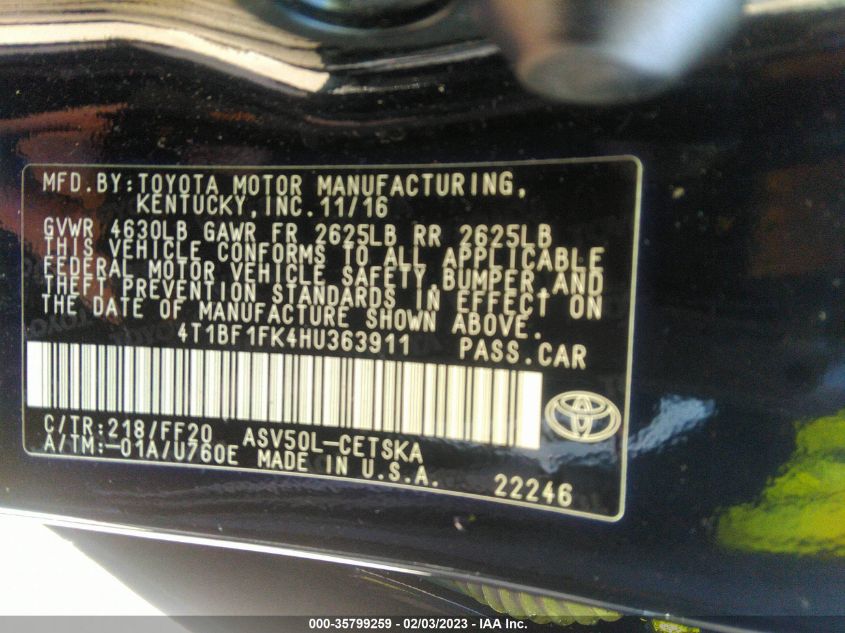 MFD.BY:TOYOTA MOTOR MANUFACTURING,
KENTUCKY,INC.11/16
GVWR 4630LB GAWR FR 2625LB RR 2625LB
THIS VEHICLE CONFORMS TO ALL APPLICABLE
FEDERAL MOTOR VEHICLE SAFETY,BUMPER,AND
THEFT PREVENTION STANDARDS IN EFFECT ON
THE DATE OF MANUFACTURE SHOWN ABOVE.
4T1BF1FK4HU363911 PASS.CAR
C/TR:218/FF20 ASV50L-CETSKA
A/TM:-01A/U760E MADE IN U.S.A.
22246
000-35799259 - 02/03/2023 - IAA Inc.